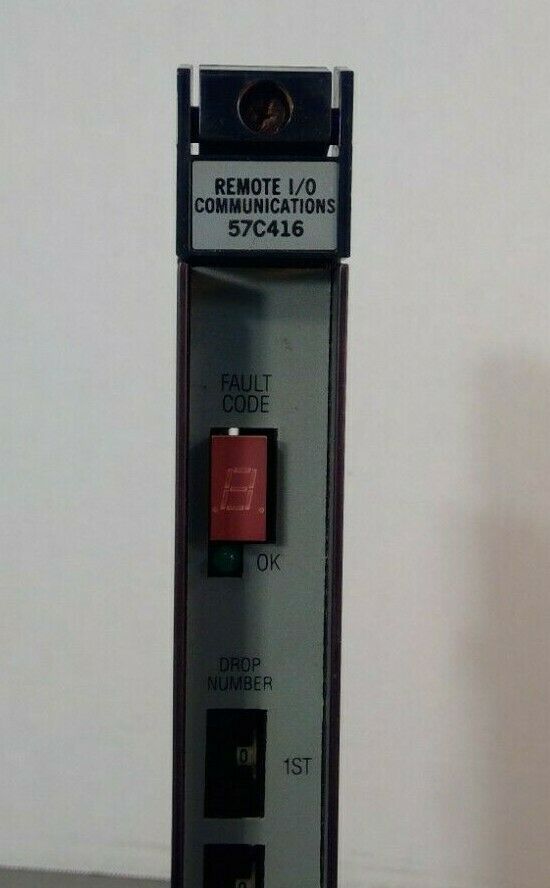 REMOTE I/O
COMMUNICATIONS
57C416
FAULT
CODE
OK
DROP
NUMBER
0
1ST